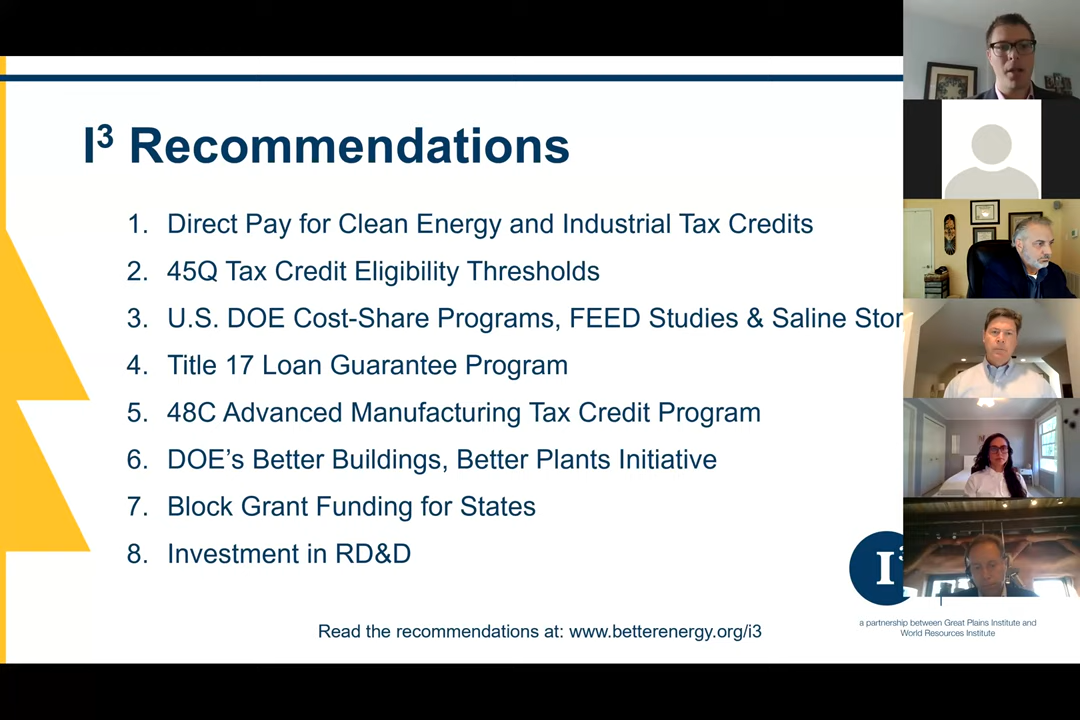 I³ Recommendations
1. Direct Pay for Clean Energy and Industrial Tax Credits
2. 45Q Tax Credit Eligibility Thresholds
3. U.S. DOE Cost-Share Programs, FEED Studies & Saline Stor
4. Title 17 Loan Guarantee Program
5. 48C Advanced Manufacturing Tax Credit Program
6. DOE’s Better Buildings, Better Plants Initiative
7. Block Grant Funding for States
8. Investment in RD&D
I³
a partnership between Great Plains Institute and
World Resources Institute
Read the recommendations at: www.betterenergy.org/i3